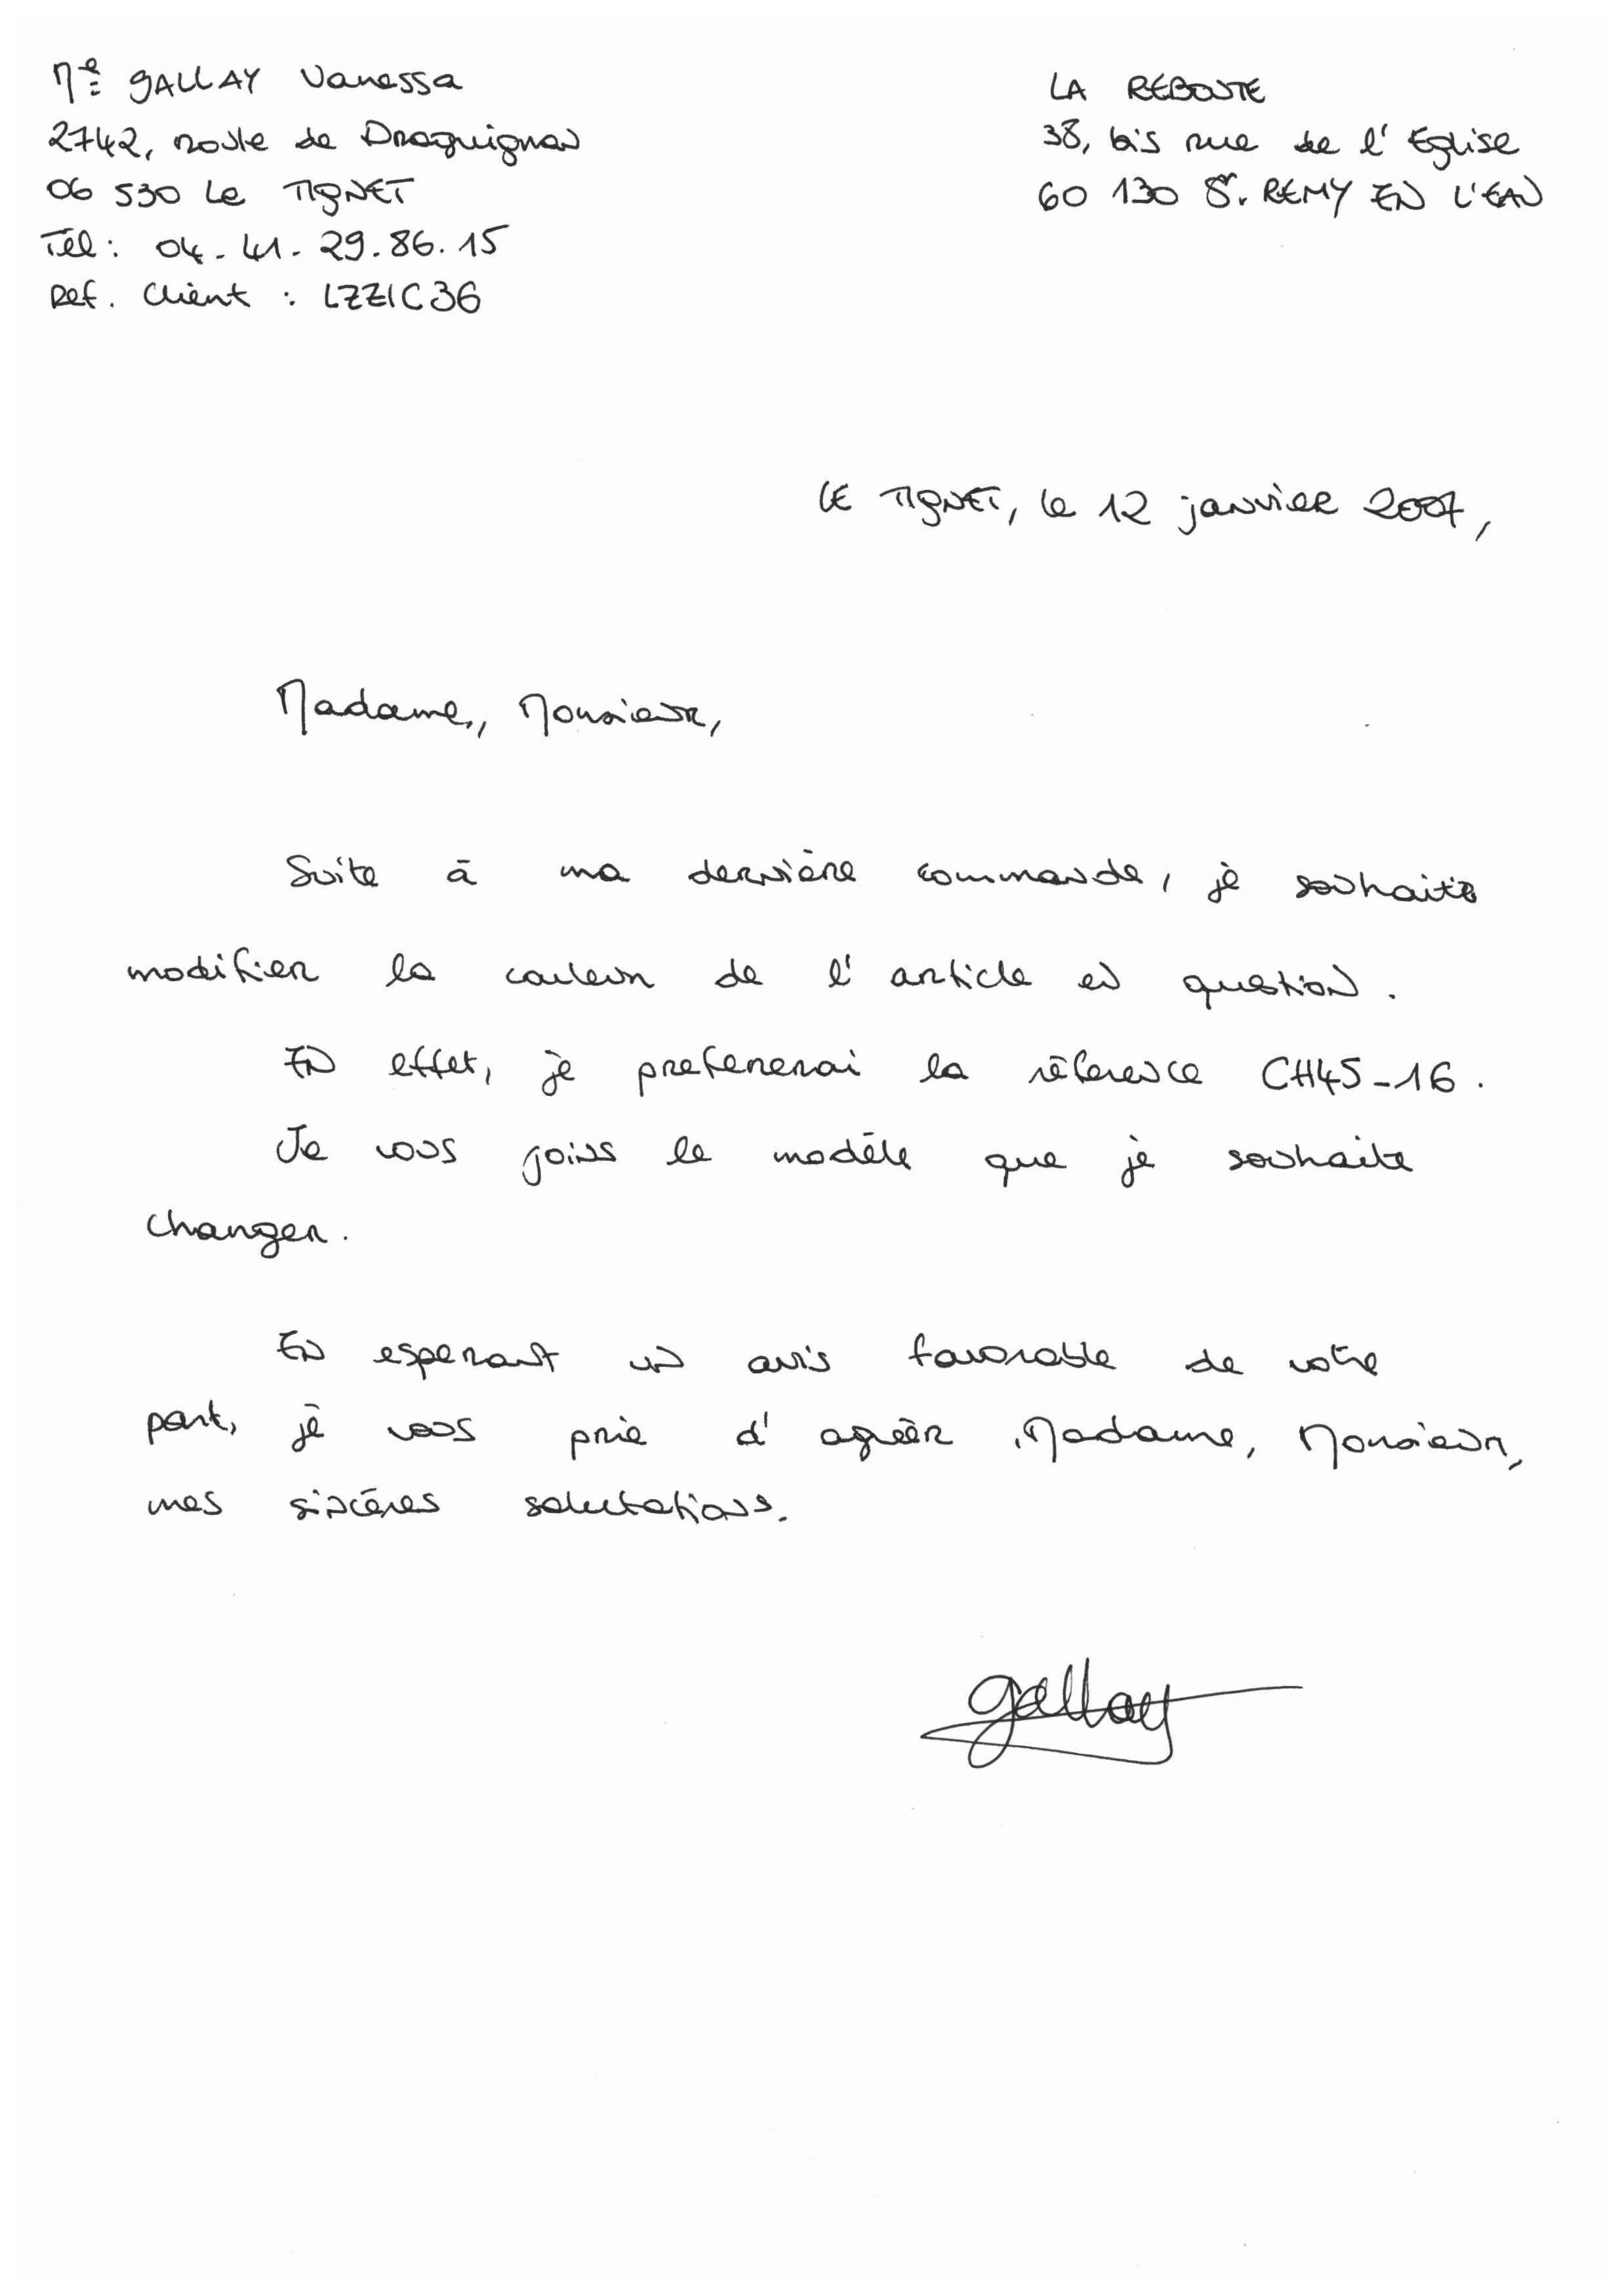 Me GALLAY Vanessa
2742, route de Draguignan
06 530 Le TIGNET
Tél : 04. 41. 29. 86. 15
Ref. Client : LZZIC36
LA REBOUTE
38, bis rue de l' Eglise
60 130 ST. REMY EN L'EAU
LE TIGNET, le 12 janvier 2007,
Madame, Monsieur,
Suite à ma dernière commande, je souhaite
modifier la couleur de l' article en question.
En effet, je prefererai la réference CH45-16.
Je vous joins le modèle que je souhaite
changer.
En esperant un avis favorable de votre
part, je vous prie d' agréer Madame, Monsieur,
mes sincères salutations.
Gallay